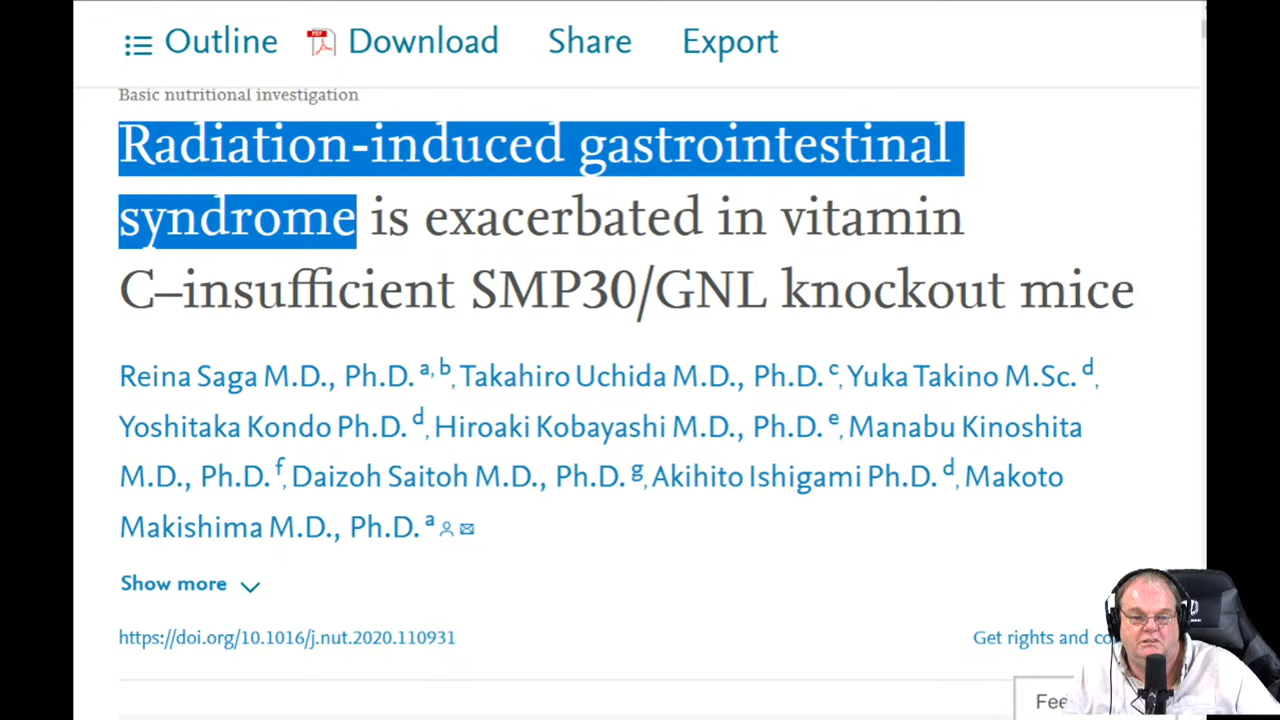 Outline Download Share Export
Basic nutritional investigation
Radiation-induced gastrointestinal
syndrome is exacerbated in vitamin
C–insufficient SMP30/GNL knockout mice
Reina Saga M.D., Ph.D. a, b, Takahiro Uchida M.D., Ph.D. c, Yuka Takino M.Sc. d,
Yoshitaka Kondo Ph.D. d, Hiroaki Kobayashi M.D., Ph.D. e, Manabu Kinoshita
M.D., Ph.D. f, Daizoh Saitoh M.D., Ph.D. g, Akihito Ishigami Ph.D. d, Makoto
Makishima M.D., Ph.D. a
Show more
https://doi.org/10.1016/j.nut.2020.110931
Get rights and